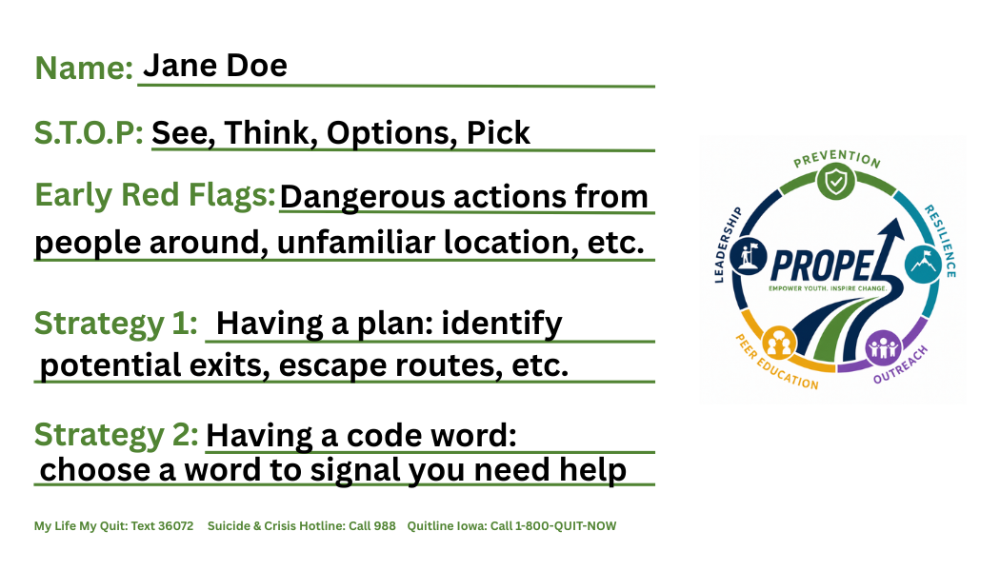 Name: Jane Doe
S.T.O.P: See, Think, Options, Pick
Early Red Flags: Dangerous actions from
people around, unfamiliar location, etc.
Strategy 1: Having a plan: identify
potential exits, escape routes, etc.
Strategy 2: Having a code word:
choose a word to signal you need help
My Life My Quit: Text 36072 Suicide & Crisis Hotline: Call 988 Quitline Iowa: Call 1-800-QUIT-NOW
PREVENTION
LEADERSHIP
RESILIENCE
PROPEL
EMPOWER YOUTH. INSPIRE CHANGE.
PEER EDUCATION
OUTREACH